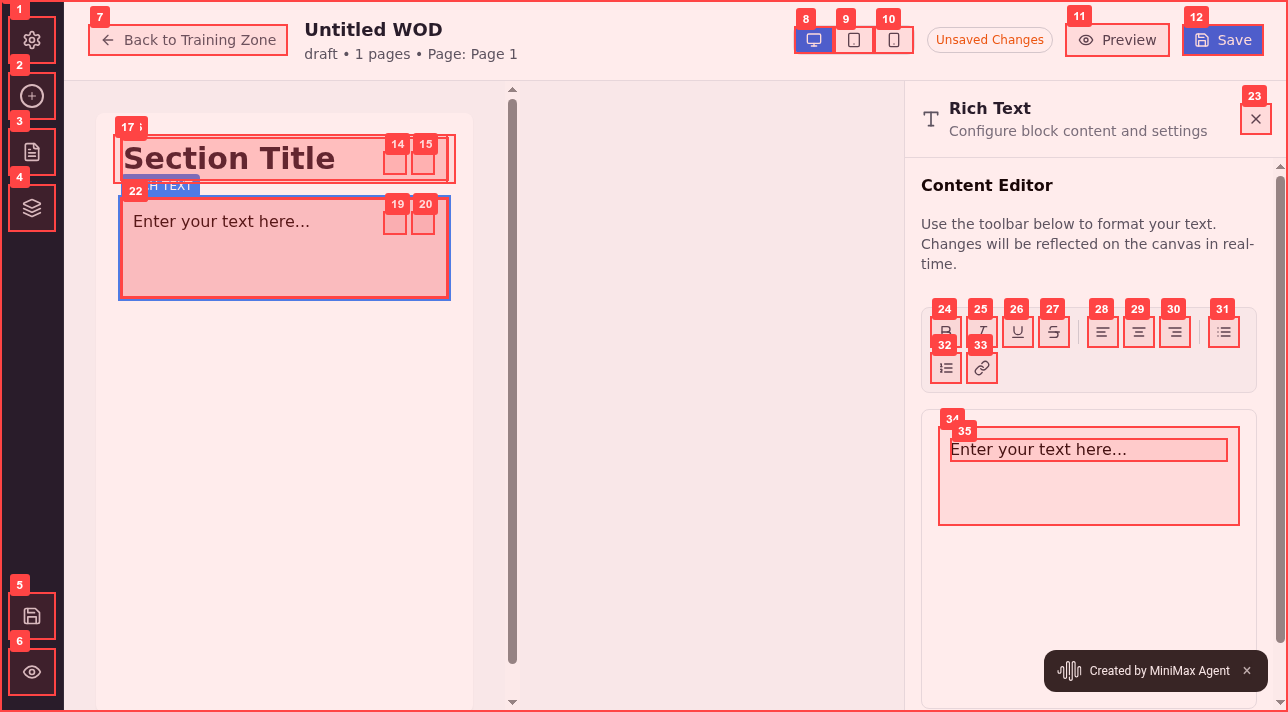 1
2
3
4
5
6
7
Back to Training Zone
Untitled WOD
draft • 1 pages • Page: Page 1
8
9
10
Unsaved Changes
11
Preview
12
Save
17
Section Title
14
15
TEXT
22
Enter your text here...
19
20
Rich Text
Configure block content and settings
23
Content Editor
Use the toolbar below to format your text.
Changes will be reflected on the canvas in real-
time.
24
25
26
27
28
29
30
31
32
33
34
35
Enter your text here...
Created by MiniMax Agent